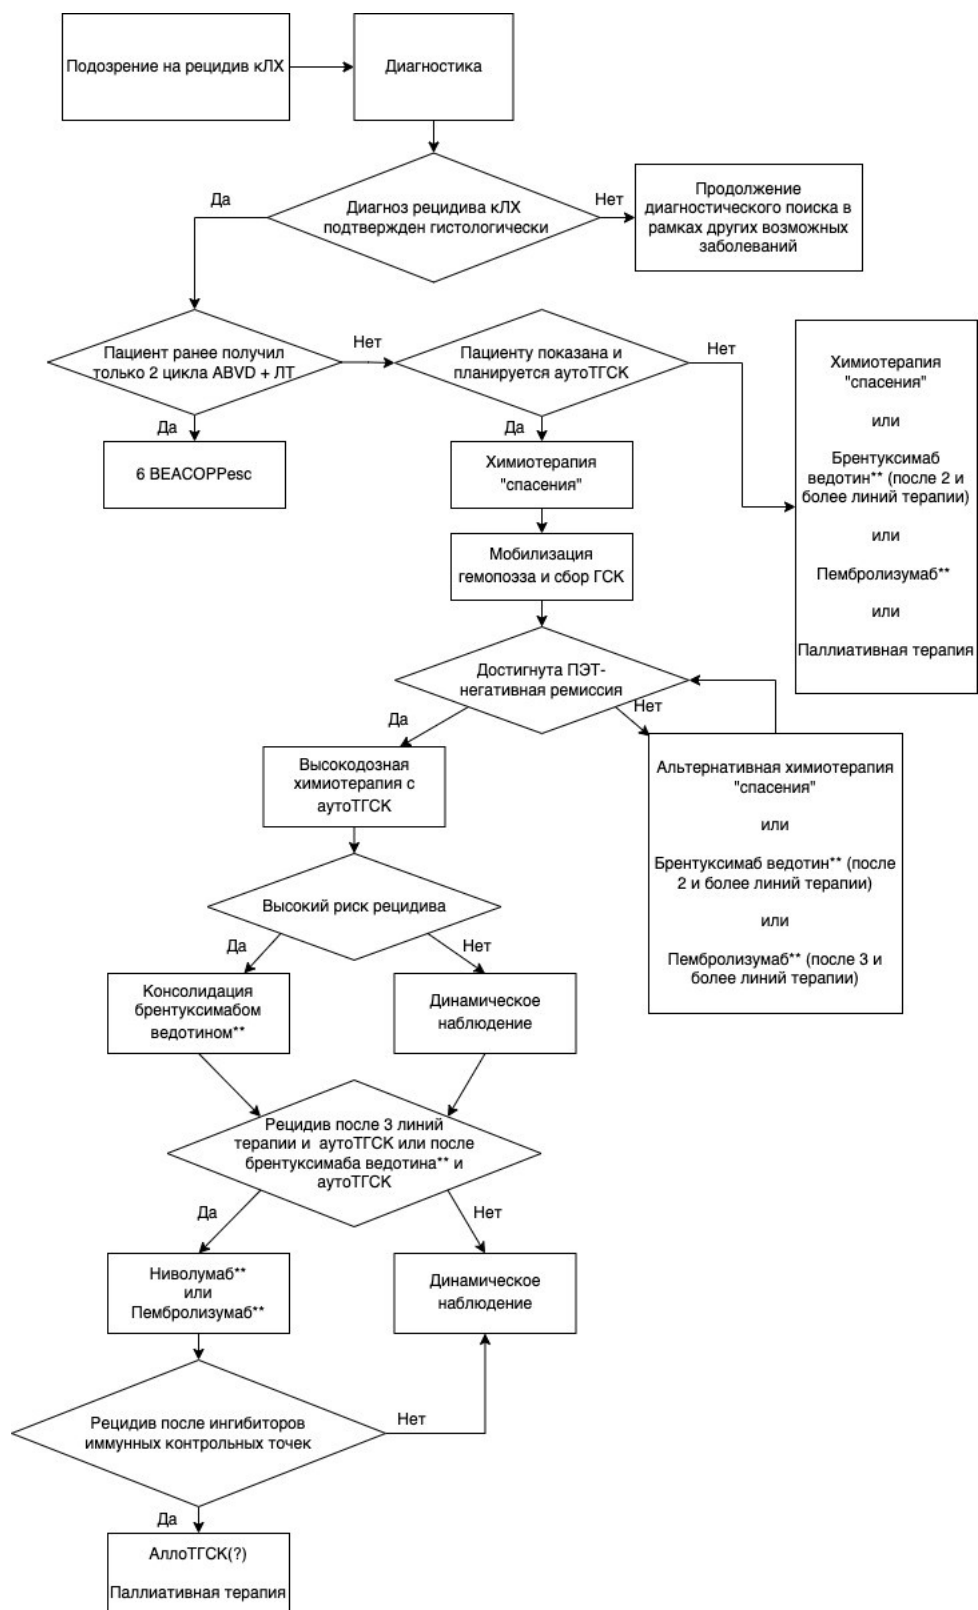 Подозрение на рецидив кЛХ
Диагностика
Да
Диагноз рецидива кЛХ
подтвержден гистологически
Нет
Продолжение
диагностического поиска в
рамках других возможных
заболеваний
Пациент ранее получил
только 2 цикла ABVD + ЛТ
Нет
Пациенту показана и
планируется аутоТГСК
Нет
Да
6 BEACOPPesc
Да
Химиотерапия
"спасения"
Химиотерапия
"спасения"
или
Брентуксимаб
ведотин** (после 2 и
более линий терапии)
или
Пембролизумаб**
или
Паллиативная терапия
Мобилизация
гемопоэза и сбор ГСК
Достигнута ПЭТ-
негативная ремиссия
Да
Нет
Высокодозная
химиотерапия с
аутоТГСК
Альтернативная химиотерапия
"спасения"
или
Брентуксимаб ведотин** (после
2 и более линий терапии)
или
Пембролизумаб** (после 3 и
более линий терапии)
Высокий риск рецидива
Да
Нет
Консолидация
брентуксимабом
ведотином**
Динамическое
наблюдение
Рецидив после 3 линий
терапии и аутоТГСК или после
брентуксимаба ведотина** и
аутоТГСК
Да
Нет
Ниволумаб**
или
Пембролизумаб**
Динамическое
наблюдение
Рецидив после ингибиторов
иммунных контрольных точек
Нет
Да
АллоТГСК(?)
Паллиативная терапия